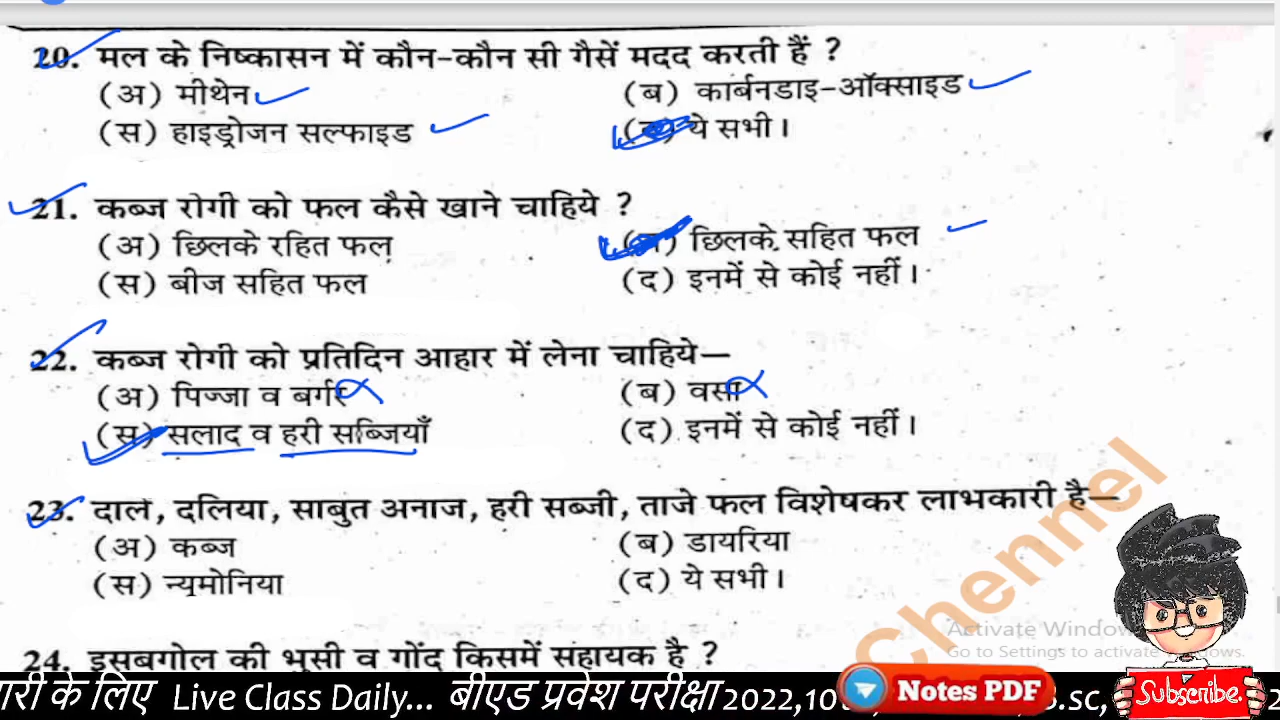 20. मल के निष्कासन में कौन-कौन सी गैसें मदद करती हैं ?
(अ) मीथेन (ब) कार्बनडाइ-ऑक्साइड
(स) हाइड्रोजन सल्फाइड ये सभी।
21. कब्ज रोगी को फल कैसे खाने चाहिये ?
(अ) छिलके रहित फल छिलके सहित फल
(स) बीज सहित फल (द) इनमें से कोई नहीं।
22. कब्ज रोगी को प्रतिदिन आहार में लेना चाहिये—
(अ) पिज्जा व बर्गर (ब) वसा
(स) सलाद व हरी सब्जियाँ (द) इनमें से कोई नहीं।
23. दाल, दलिया, साबुत अनाज, हरी सब्जी, ताजे फल विशेषकर लाभकारी है—
(अ) कब्ज (ब) डायरिया
(स) न्यूमोनिया (द) ये सभी।
Chennel
24. इसबगोल की भूसी व गोंद किसमें सहायक है ?
Activate Windows
Go to Settings to activate Windows.
के लिए Live Class Daily... बीएड प्रवेश परीक्षा 2022,
Notes PDF
Subscribe.